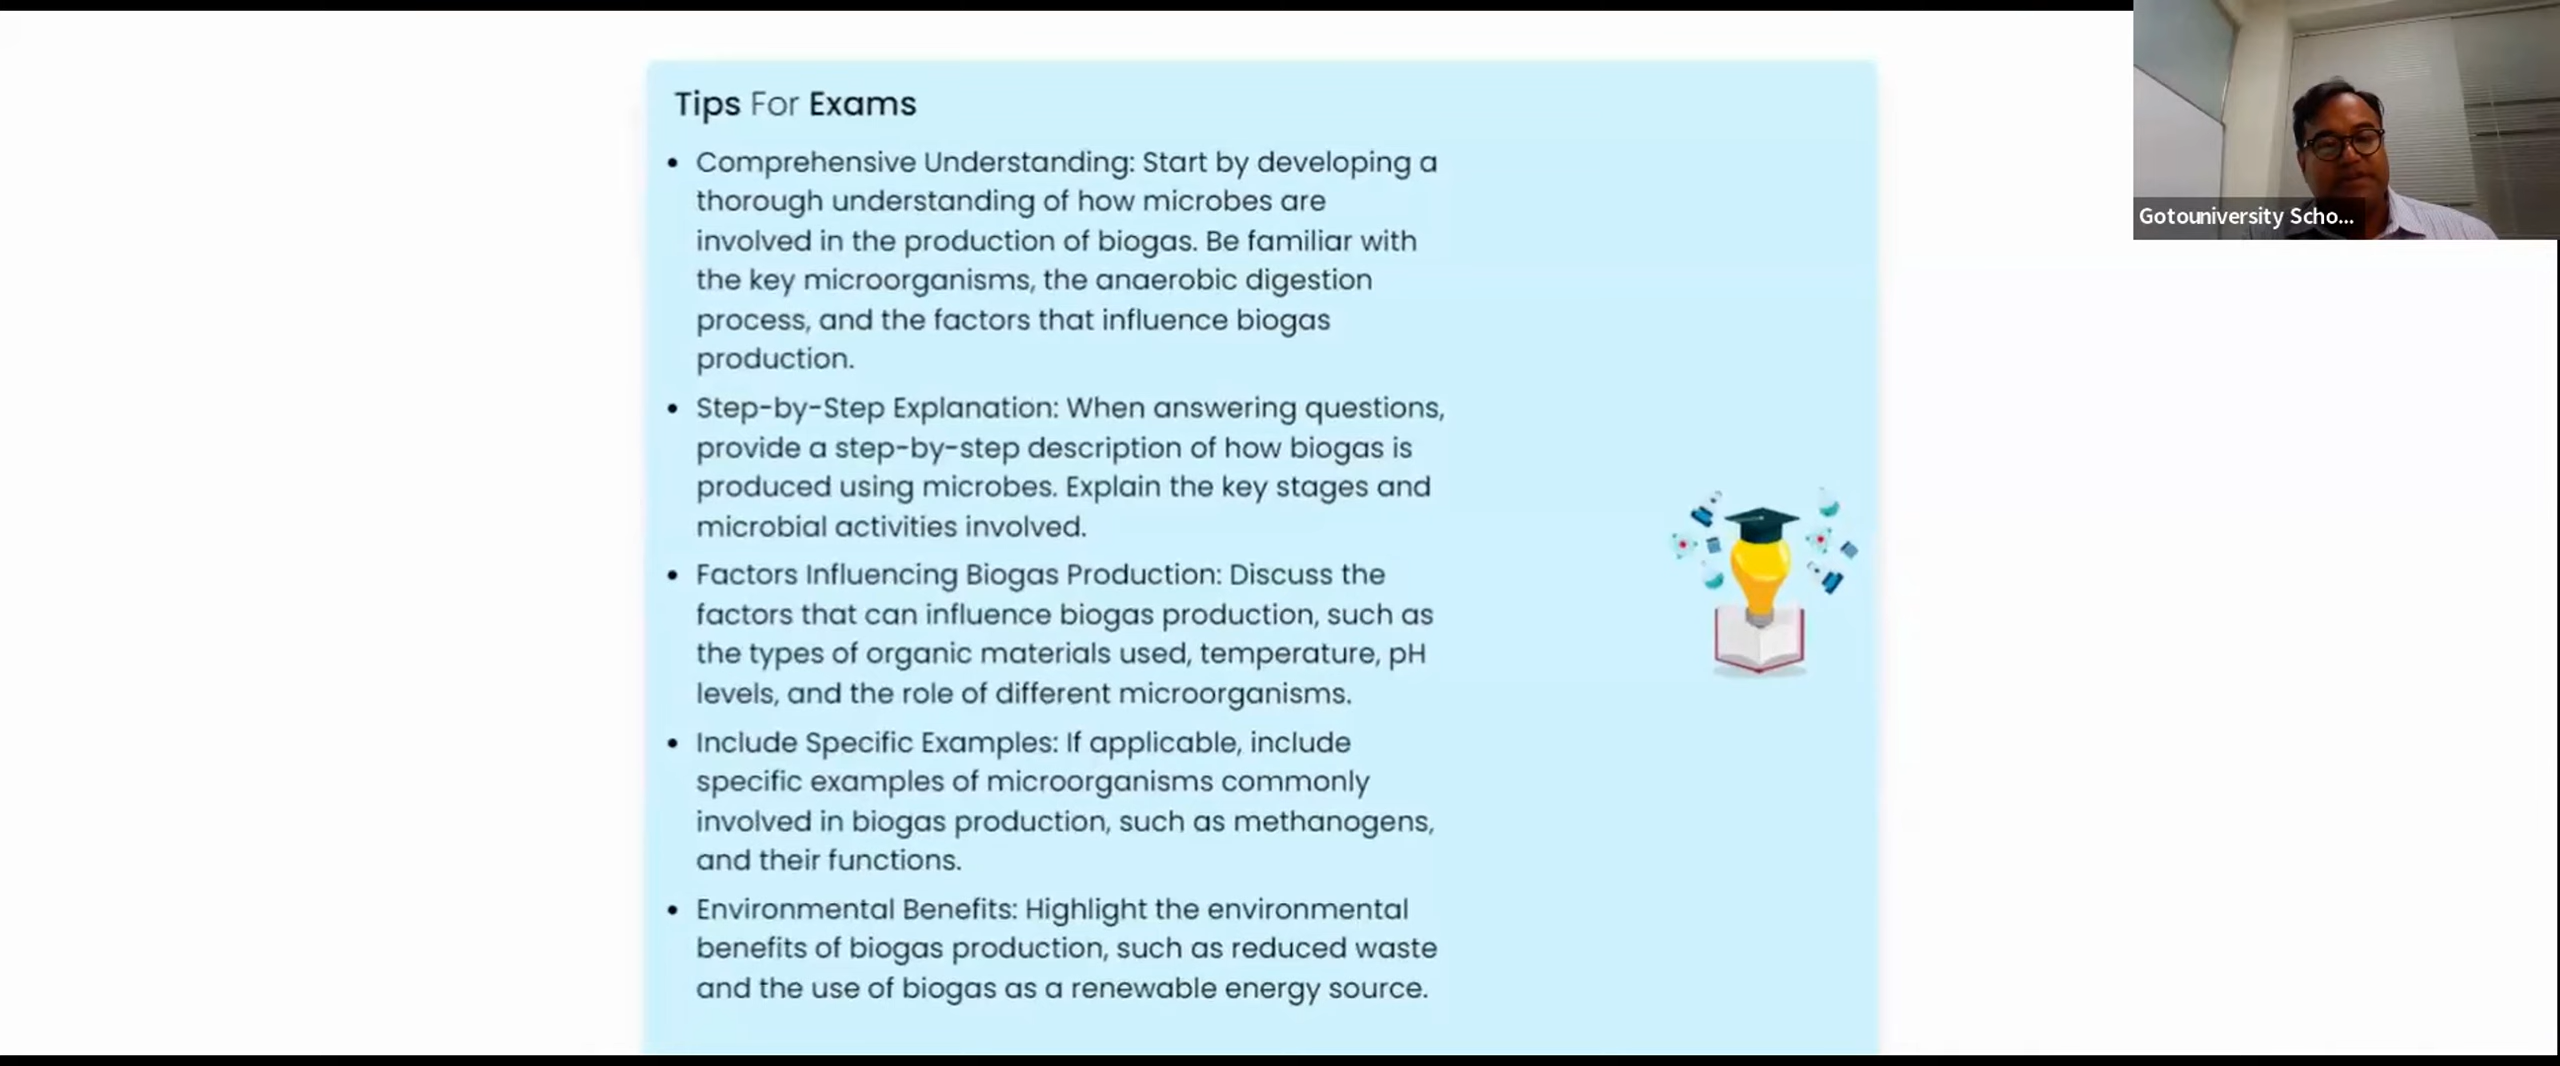 Tips For Exams
• Comprehensive Understanding: Start by developing a
thorough understanding of how microbes are
involved in the production of biogas. Be familiar with
the key microorganisms, the anaerobic digestion
process, and the factors that influence biogas
production.
• Step-by-Step Explanation: When answering questions,
provide a step-by-step description of how biogas is
produced using microbes. Explain the key stages and
microbial activities involved.
• Factors Influencing Biogas Production: Discuss the
factors that can influence biogas production, such as
the types of organic materials used, temperature, pH
levels, and the role of different microorganisms.
• Include Specific Examples: If applicable, include
specific examples of microorganisms commonly
involved in biogas production, such as methanogens,
and their functions.
• Environmental Benefits: Highlight the environmental
benefits of biogas production, such as reduced waste
and the use of biogas as a renewable energy source.
Gotouniversity Scho...